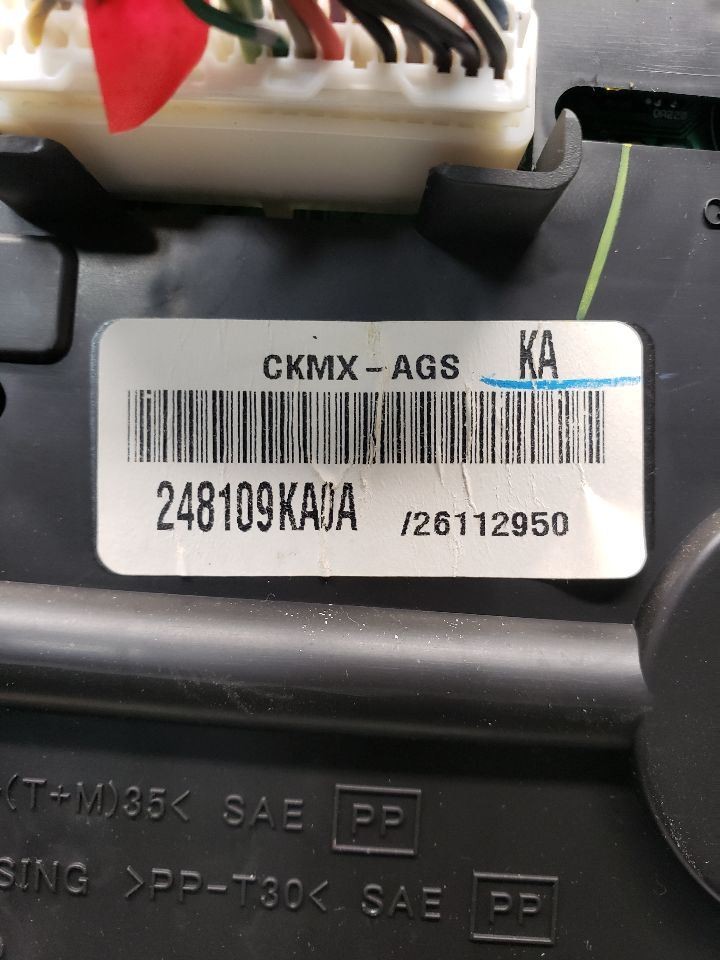 CKMX-AGS KA
248109KA0A /26112950
(T+M)35< SAE PP
SING >PP-T30< SAE PP